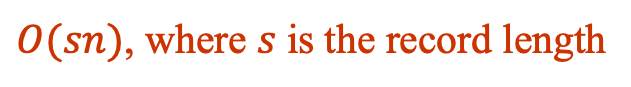 O(sn), where s is the record length